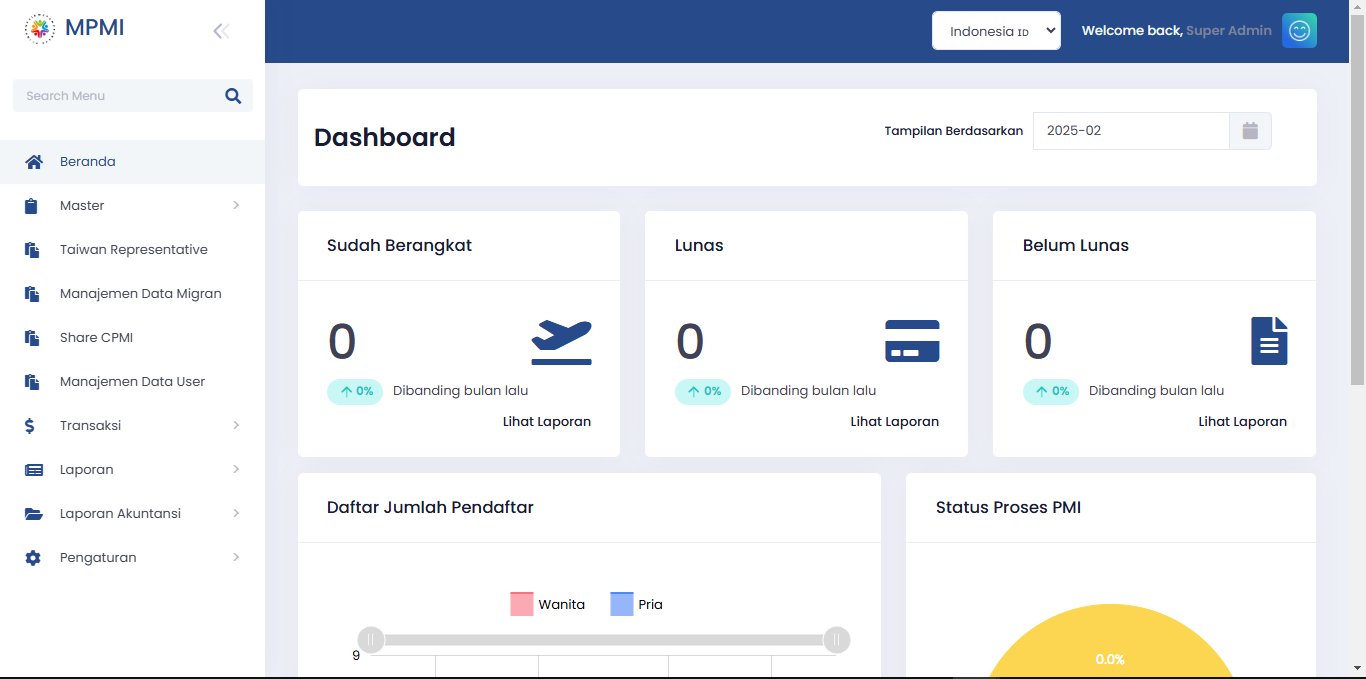 MPMI
Indonesia ID
Welcome back, Super Admin
Search Menu
Beranda
Master
Taiwan Representative
Manajemen Data Migran
Share CPMI
Manajemen Data User
Transaksi
Laporan
Laporan Akuntansi
Pengaturan
Dashboard
Tampilan Berdasarkan
2025-02
Sudah Berangkat
0
0%
Dibanding bulan lalu
Lihat Laporan
Lunas
0
0%
Dibanding bulan lalu
Lihat Laporan
Belum Lunas
0
0%
Dibanding bulan lalu
Lihat Laporan
Daftar Jumlah Pendaftar
Wanita
Pria
9
Status Proses PMI
0.0%